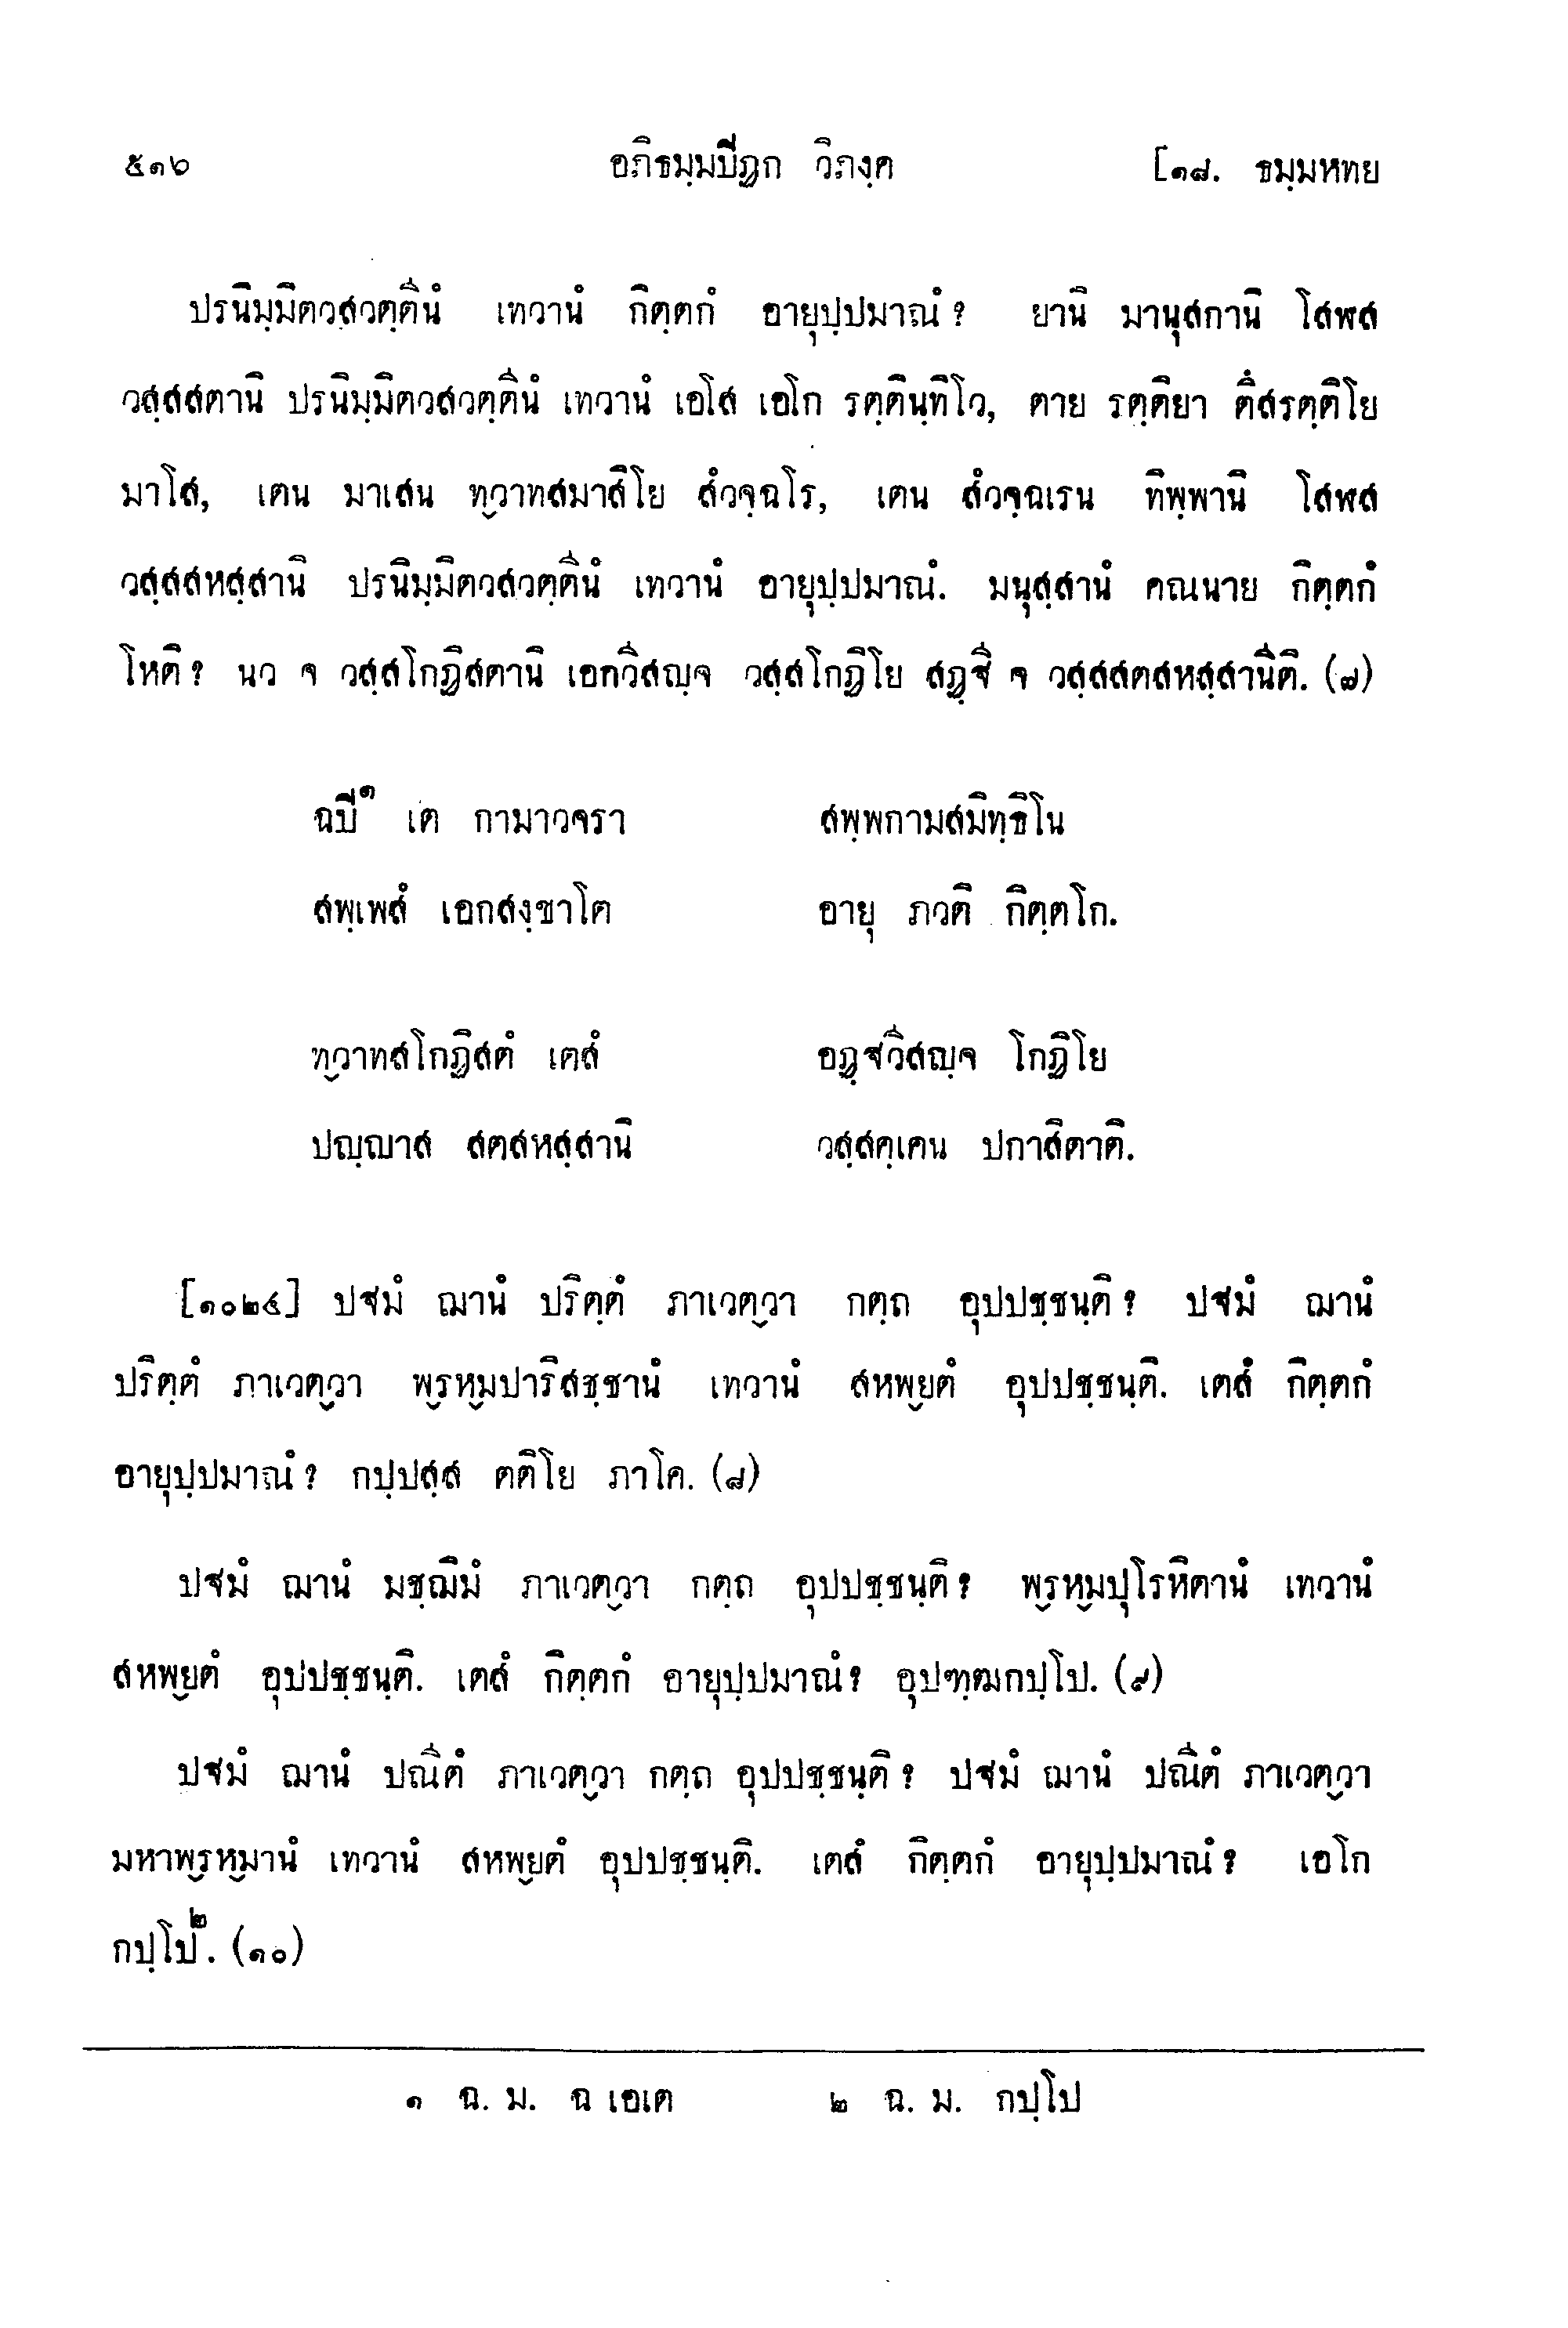 ๕๑๖ อภิธมฺมปิฏก วิภงฺค [๑๘. ธมฺมหทย
ปรนิมฺมิตวสฺวตฺตีนํ เทวานํ กิตฺตกํ อายุปฺปมาณํ? ยานิ มานุสกานิ โสฬส
วสฺสสตานิ ปรนิมฺมิตวสวตฺตีนํ เทวานํ เอโส เอโก รตฺตินฺทิโว, ตาย รตฺติยา ตึสรตฺติโย
มาโส, เตน มาเสน ทฺวาทสมาสิโย สํวจฺฉโร, เตน สํวจฺฉเรน ทิพฺพานิ โสฬส
วสฺสสหสฺสานิ ปรนิมฺมิตวสวตฺตีนํ เทวานํ อายุปฺปมาณํ. มนุสฺสานํ คณนาย กิตฺตกํ
โหติ? นว จ วสฺสโกฏิสตานิ เอกวีสญฺจ วสฺสโกฏิโย สฏฺฐี จ วสฺสสตสหสฺสานีติ. (๗)
ฉปิ๑ เต กามาวจรา สพฺพกามสมิทฺธิโน
สพฺเพสํ เอกสงฺขาโต อายุ ภวติ กิตฺตโก.
ทฺวาทสโกฏิสตํ เตสํ อฏฺฐวีสญฺจ โกฏิโย
ปญฺญาส สตสหสฺสานิ วสฺสคฺเคน ปกาสิตาติ.
[๑๐๒๔] ปฐมํ ฌานํ ปริตฺตํ ภาเวตฺวา กตฺถ อุปปชฺชนฺติ? ปฐมํ ฌานํ
ปริตฺตํ ภาเวตฺวา พฺรหฺมปาริสชฺชานํ เทวานํ สหพฺยตํ อุปปชฺชนฺติ. เตสํ กิตฺตกํ
อายุปฺปมาณํ? กปฺปสฺส ตติโย ภาโค. (๘)
ปฐมํ ฌานํ มชฺฌิมํ ภาเวตฺวา กตฺถ อุปปชฺชนฺติ? พฺรหฺมปุโรหิตานํ เทวานํ
สหพฺยตํ อุปปชฺชนฺติ. เตสํ กิตฺตกํ อายุปฺปมาณํ? อุปฑฺฒกปฺโป. (๙)
ปฐมํ ฌานํ ปณีตํ ภาเวตฺวา กตฺถ อุปปชฺชนฺติ? ปฐมํ ฌานํ ปณีตํ ภาเวตฺวา
มหาพฺรหฺมานํ เทวานํ สหพฺยตํ อุปปชฺชนฺติ. เตสํ กิตฺตกํ อายุปฺปมาณํ? เอโก
กปฺโป๒. (๑๐)
๑ ฉ. ม. ฉ เอเต ๒ ฉ. ม. กปฺโป